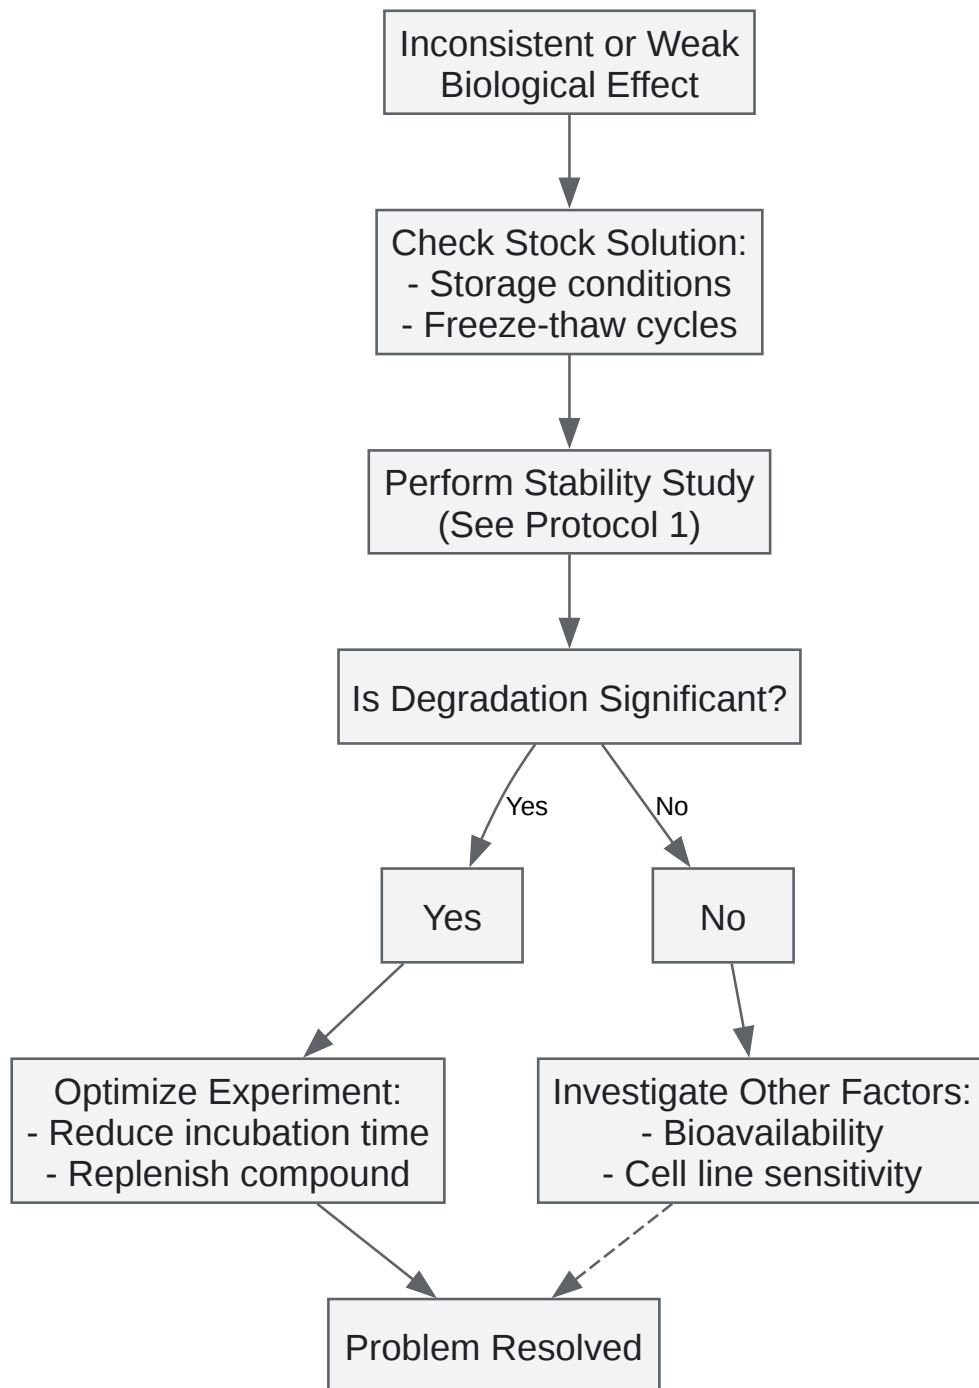 Inconsistent or Weak
Biological Effect
Check Stock Solution:
- Storage conditions
- Freeze-thaw cycles
Perform Stability Study
(See Protocol 1)
Is Degradation Significant?
Yes
No
Yes
No
Optimize Experiment:
- Reduce incubation time
- Replenish compound
Investigate Other Factors:
- Bioavailability
- Cell line sensitivity
Problem Resolved